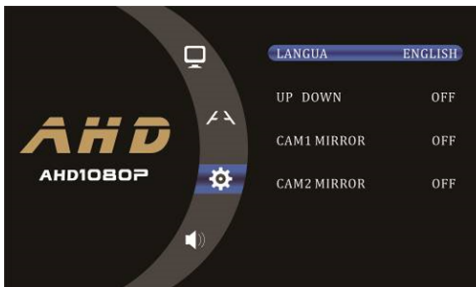 AHD
AHD1080P
LANGUA ENGLISH
UP DOWN OFF
CAM1 MIRROR OFF
CAM2 MIRROR OFF